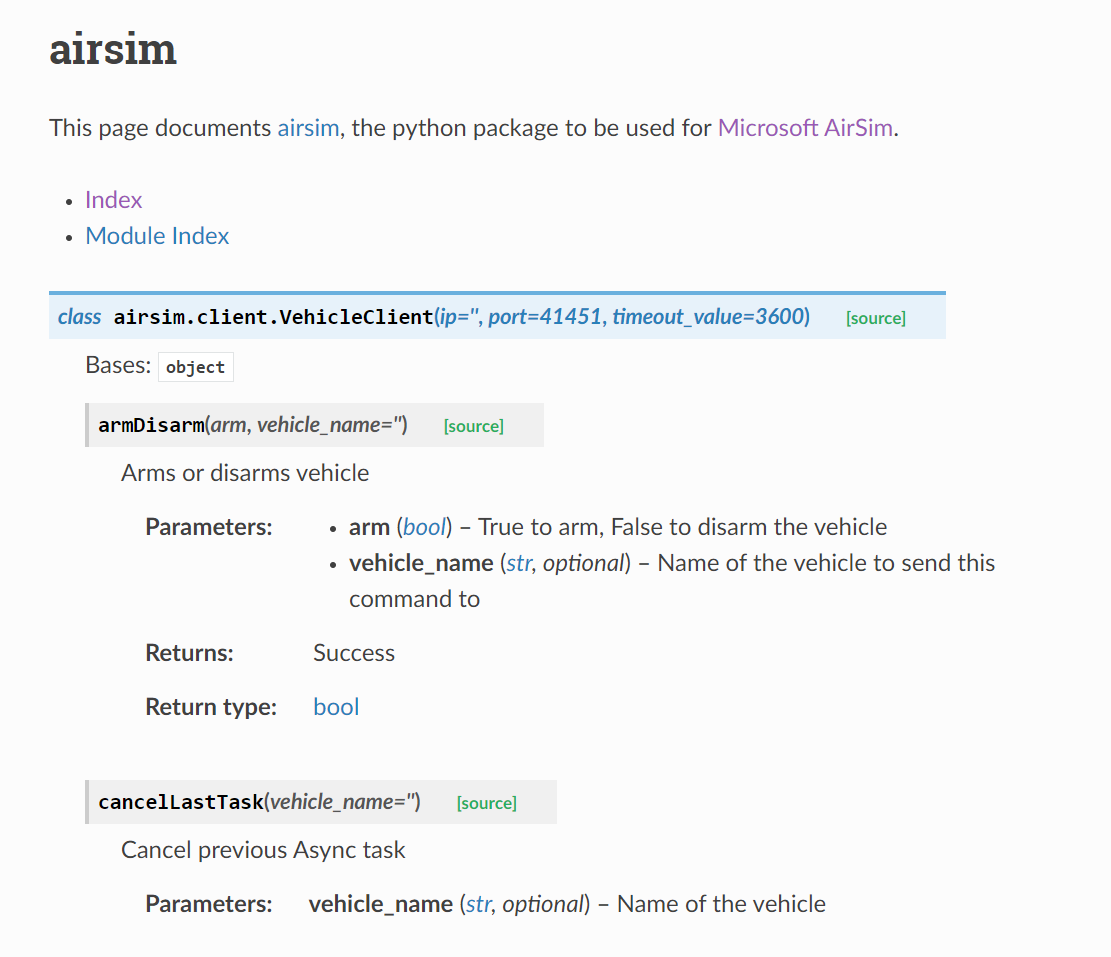 airsim
This page documents airsim, the python package to be used for Microsoft AirSim.
• Index
• Module Index
class airsim.client.VehicleClient(ip='', port=41451, timeout_value=3600) [source]
Bases: object
armDisarm(arm, vehicle_name='') [source]
Arms or disarms vehicle
Parameters: • arm (bool) – True to arm, False to disarm the vehicle
• vehicle_name (str, optional) – Name of the vehicle to send this
command to
Returns: Success
Return type: bool
cancelLastTask(vehicle_name='') [source]
Cancel previous Async task
Parameters: vehicle_name (str, optional) – Name of the vehicle